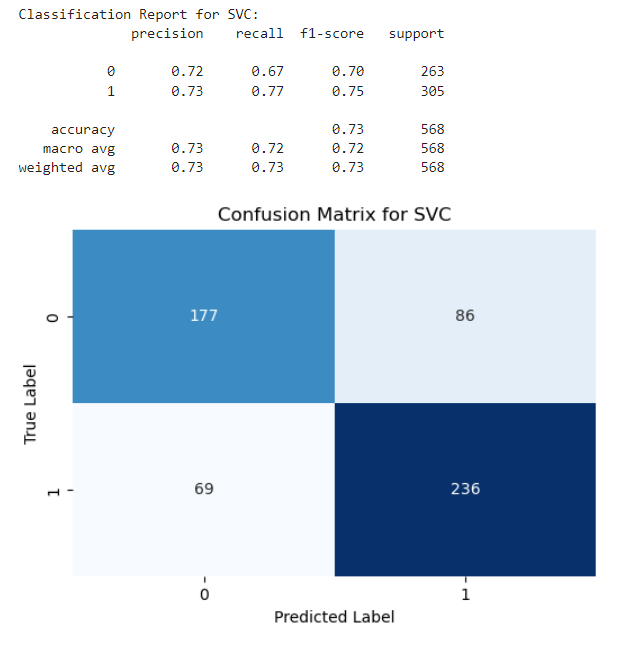 Classification Report for SVC:
precision recall f1-score support
0 0.72 0.67 0.70 263
1 0.73 0.77 0.75 305
accuracy 0.73 568
macro avg 0.73 0.72 0.72 568
weighted avg 0.73 0.73 0.73 568
Confusion Matrix for SVC
0 177 86
True Label
1 69 236
0 1
Predicted Label